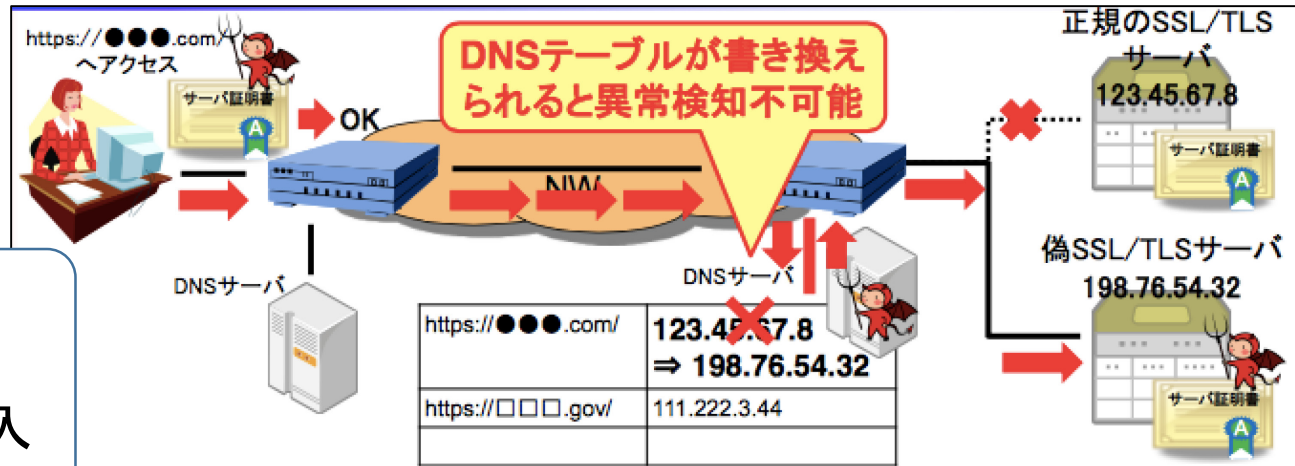 https://●●●.com/
へアクセス
サーバ証明書
A
OK
DNSテーブルが書き換え
られると異常検知不可能
正規のSSL/TLS
サーバ
123.45.67.8
サーバ証明書
A
NW
DNSサーバ
DNSサーバ
偽SSL/TLSサーバ
198.76.54.32
サーバ証明書
A
https://●●●.com/
123.45.67.8
⇒ 198.76.54.32
https://□□□.gov/
111.222.3.44
入